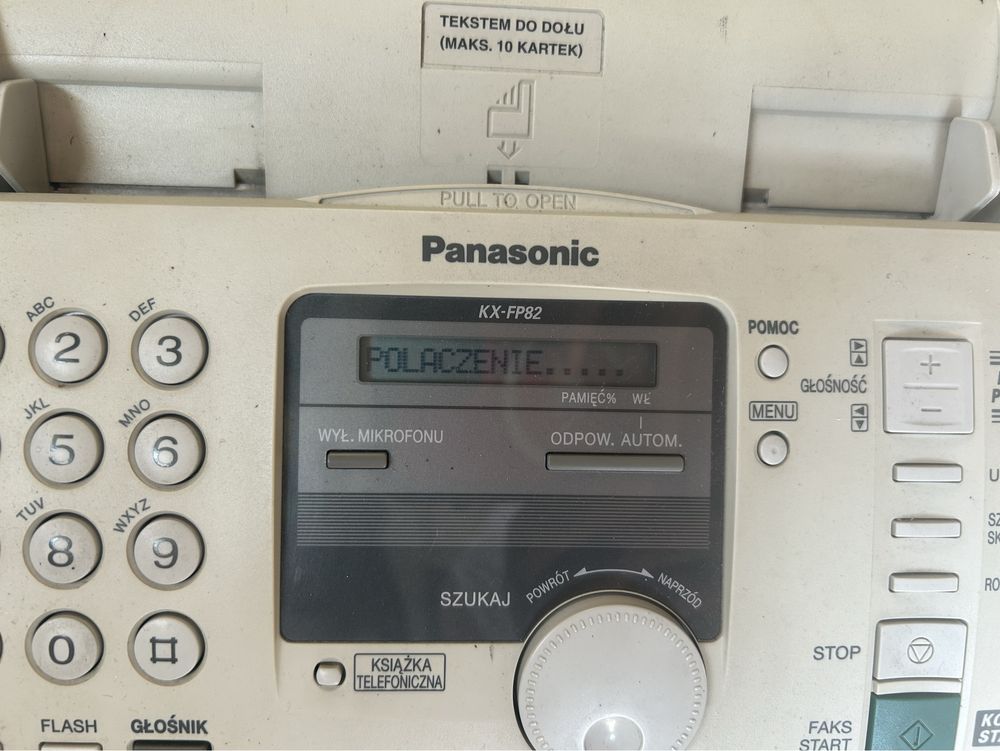 TEKSTEM DO DOŁU
(MAKS. 10 KARTEK)
PULL TO OPEN
Panasonic
KX-FP82
POLACZENIE.....
PAMIĘĆ% WŁ
WYŁ. MIKROFONU
ODPOW. AUTOM.
SZUKAJ
POWRÓT
NAPRZÓD
KSIĄŻKA
TELEFONICZNA
POMOC
GŁOŚNOŚĆ
MENU
+
−
STOP
FAKS
START
ABC
2
DEF
3
JKL
5
MNO
6
TUV
8
WXYZ
9
0
FLASH
GŁOŚNIK